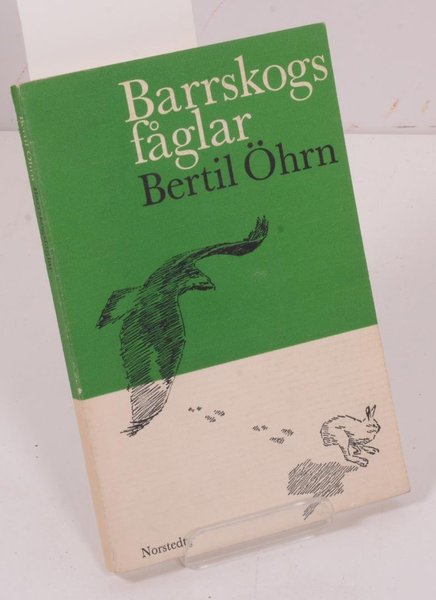 Barrskogs
fåglar
Bertil Öhrn
Norstedts